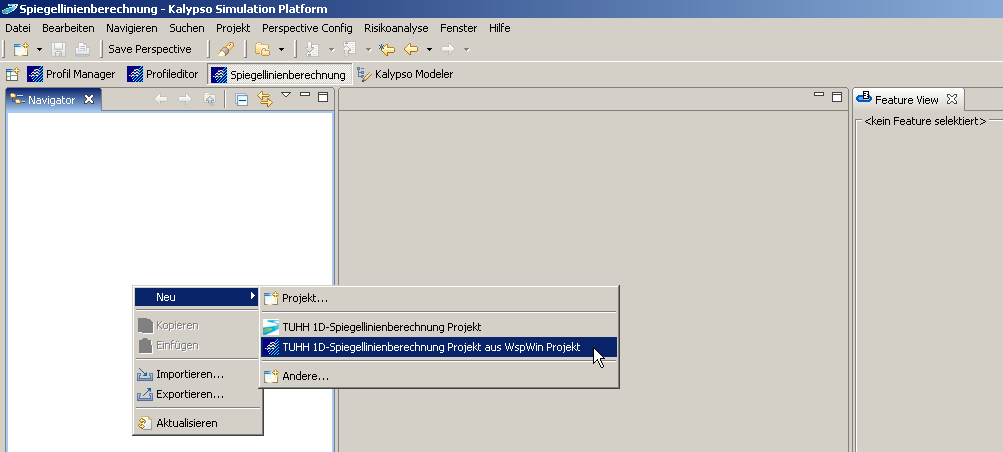 Spiegellinienberechnung - Kalypso Simulation Platform
Datei Bearbeiten Navigieren Suchen Projekt Perspective Config Risikoanalyse Fenster Hilfe
Save Perspective
Profil Manager Profileditor Spiegellinienberechnung Kalypso Modeler
Navigator
Feature View
<kein Feature selektiert>
Neu
Kopieren
Einfügen
Importieren...
Exportieren...
Aktualisieren
Projekt...
TUHH 1D-Spiegellinienberechnung Projekt
TUHH 1D-Spiegellinienberechnung Projekt aus WspWin Projekt
Andere...